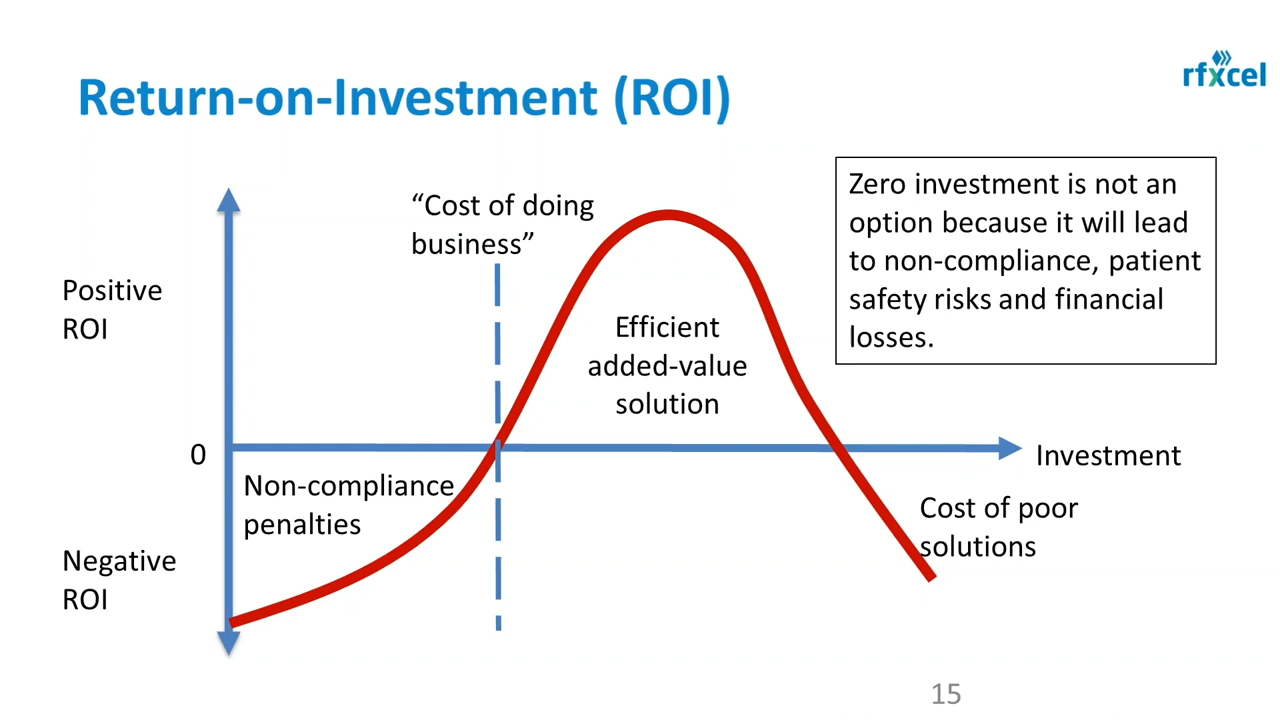 Return-on-Investment (ROI)
rfxcel
“Cost of doing
business”
Zero investment is not an
option because it will lead
to non-compliance, patient
safety risks and financial
losses.
Positive
ROI
Efficient
added-value
solution
0
Investment
Non-compliance
penalties
Cost of poor
solutions
Negative
ROI
15